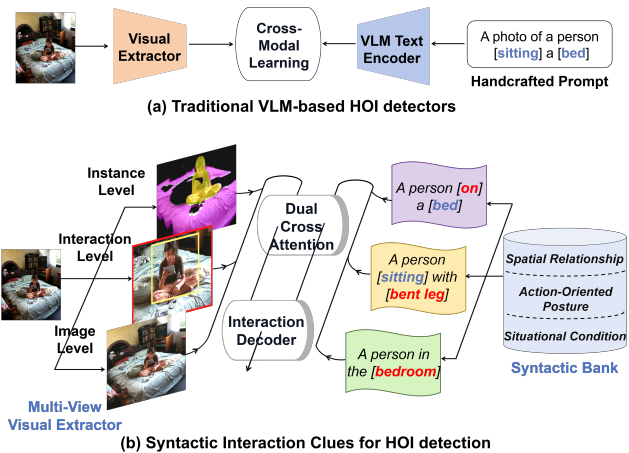 Visual
Extractor
Cross-
Modal
Learning
VLM Text
Encoder
A photo of a person
[sitting] a [bed]
Handcrafted Prompt
(a) Traditional VLM-based HOI detectors
Instance
Level
Interaction
Level
Image
Level
Multi-View
Visual Extractor
Dual
Cross
Attention
Interaction
Decoder
A person [on]
a [bed]
A person
[sitting] with
[bent leg]
A person in
the [bedroom]
Spatial Relationship
Action-Oriented
Posture
Situational Condition
Syntactic Bank
(b) Syntactic Interaction Clues for HOI detection